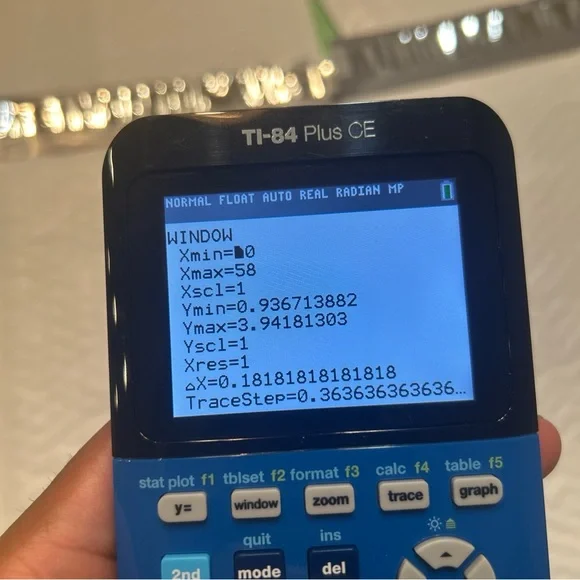 TI-84 Plus CE
NORMAL FLOAT AUTO REAL RADIAN MP
WINDOW
Xmin=10
Xmax=58
Xscl=1
Ymin=0.936713882
Ymax=3.94181303
Yscl=1
Xres=1
△X=0.18181818181818
TraceStep=0.363636363636…
stat plot f1 tblset f2 format f3 calc f4 table f5
y= window zoom trace graph
quit ins
2nd mode del